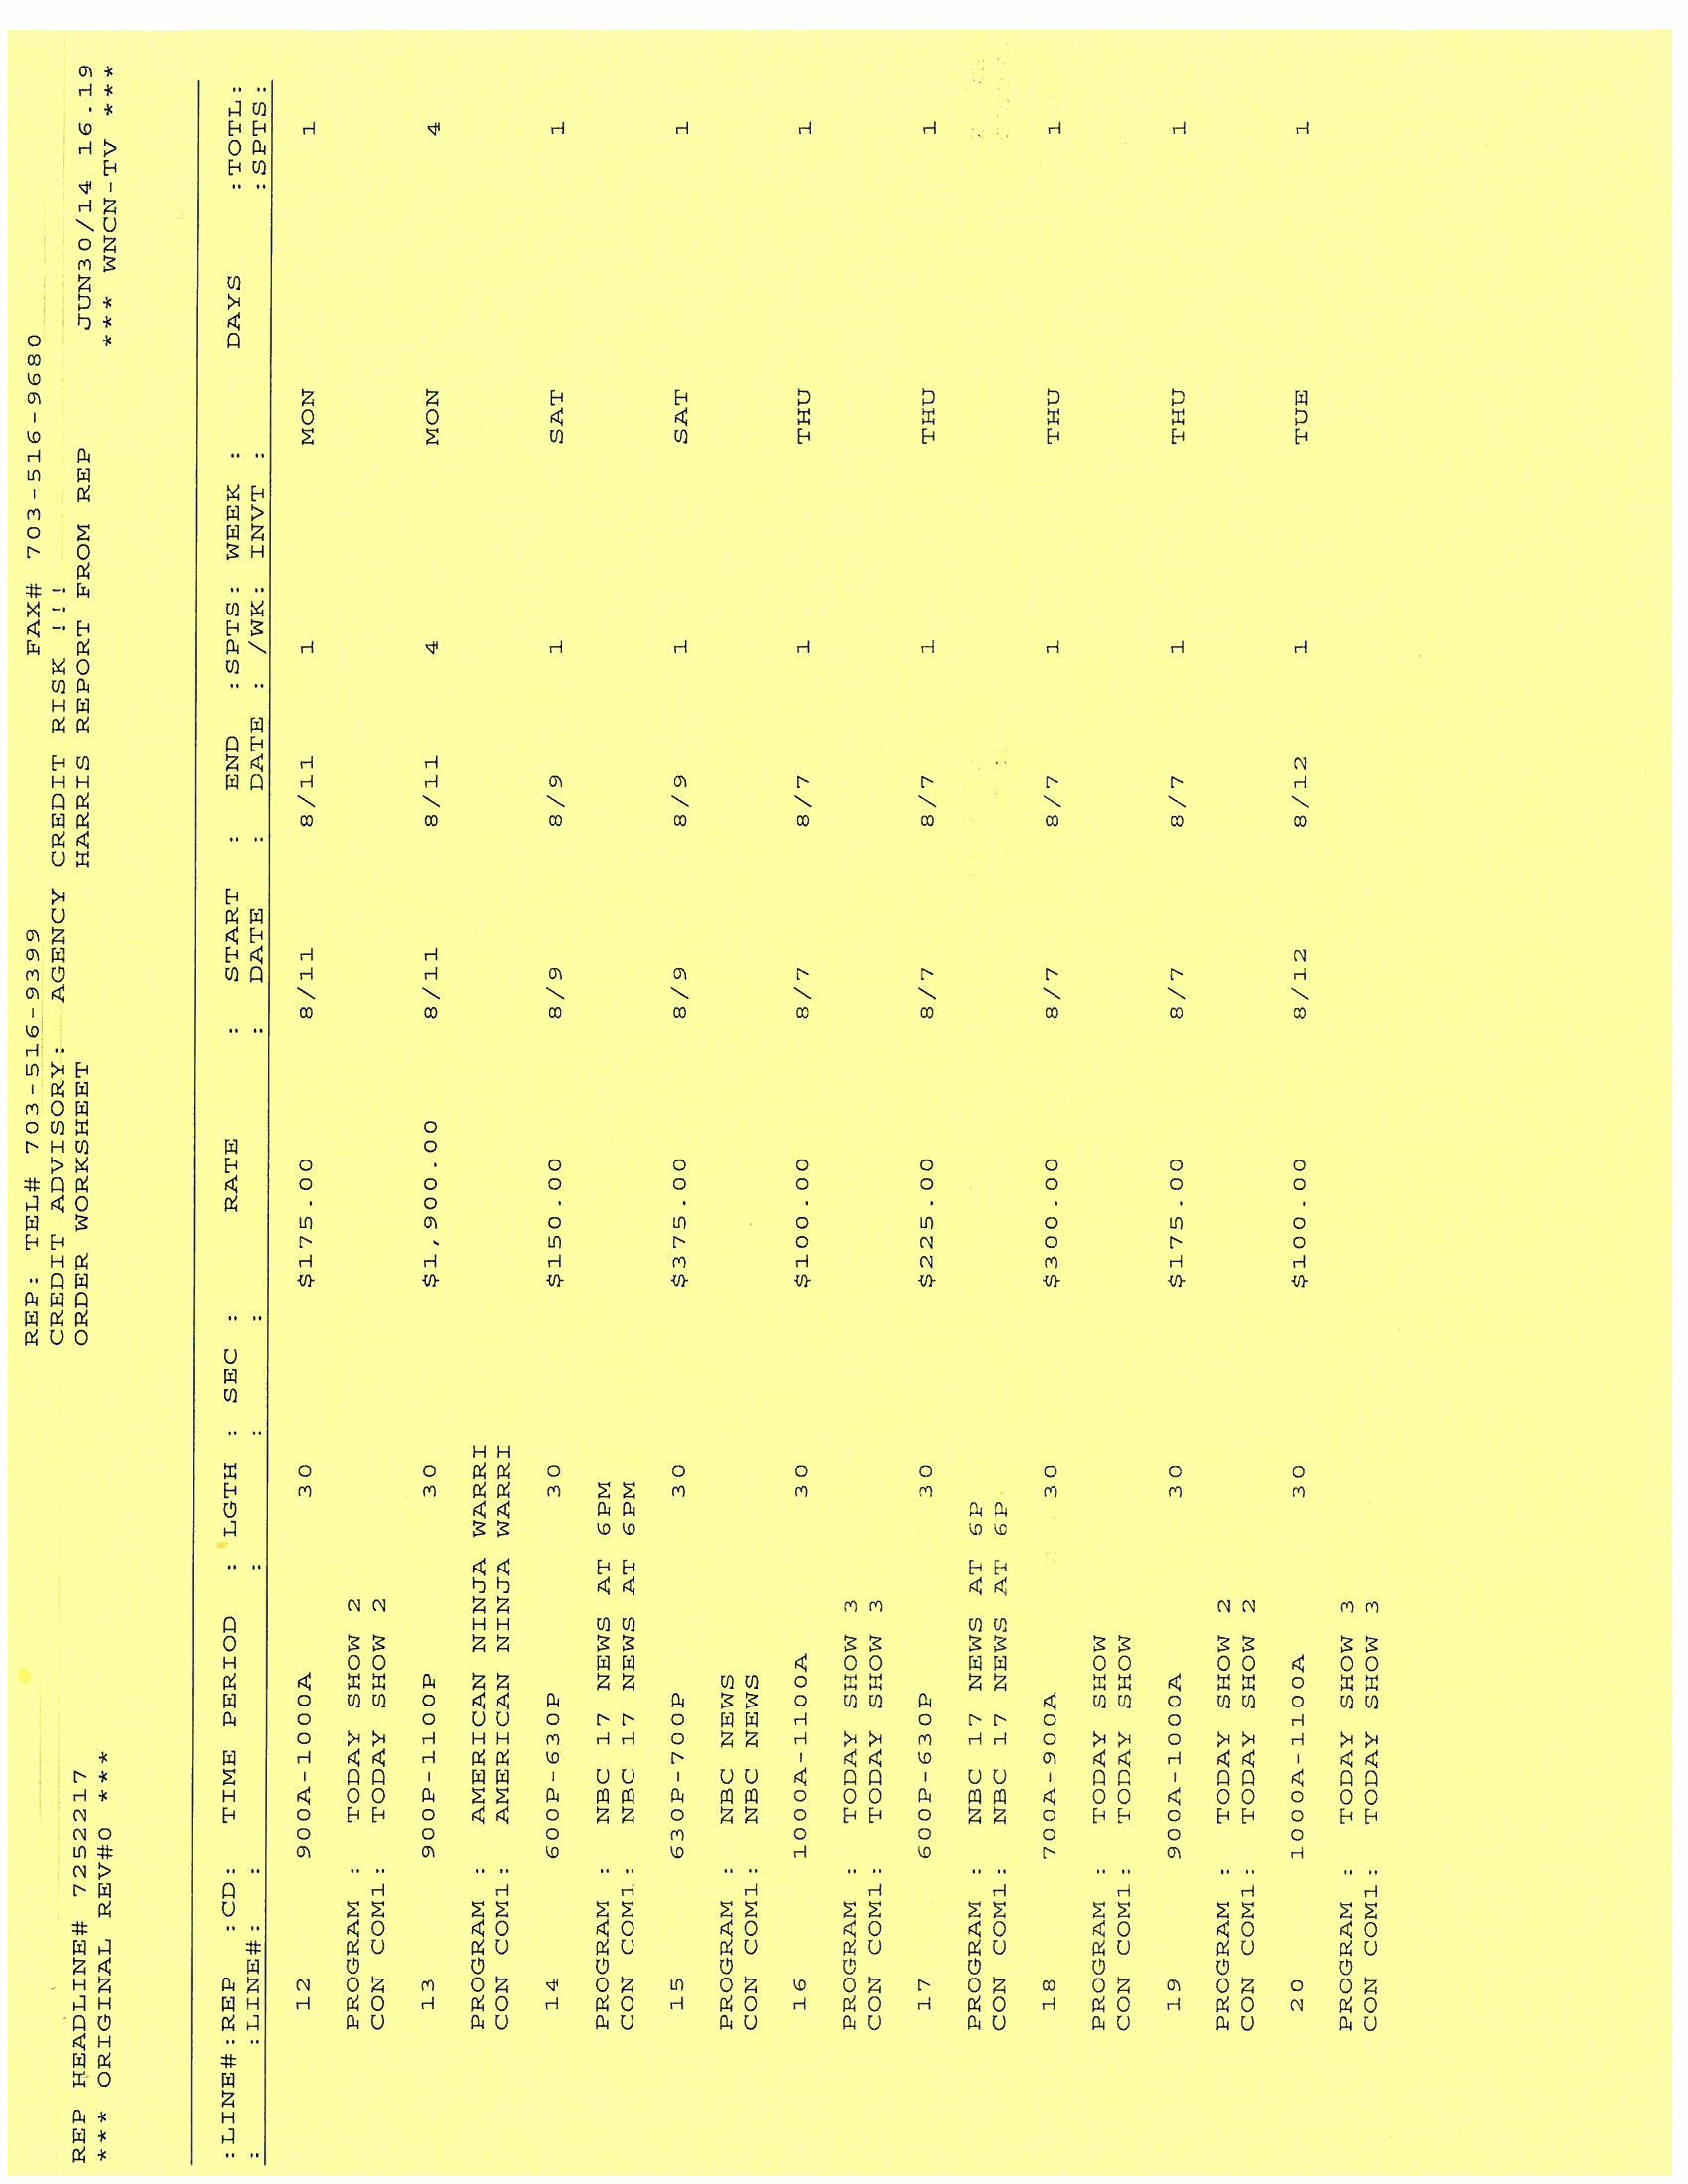 REP: TEL# 703-516-9399 FAX# 703-516-9680
CREDIT ADVISORY: AGENCY CREDIT RISK !!!
REP HEADLINE# 7252217 ORDER WORKSHEET HARRIS REPORT FROM REP JUN30/14 16.19
*** ORIGINAL REV#0 *** *** WNCN-TV ***
:LINE#:REP :CD: TIME PERIOD : LGTH : SEC : RATE : START : END :SPTS: WEEK : DAYS :TOTL:
: :LINE#: : : : : DATE : DATE : /WK: INVT : :SPTS:
12 900A-1000A 30 $175.00 8/11 8/11 1 MON 1
PROGRAM : TODAY SHOW 2
CON COM1: TODAY SHOW 2
13 900P-1100P 30 $1,900.00 8/11 8/11 4 MON 4
PROGRAM : AMERICAN NINJA WARRI
CON COM1: AMERICAN NINJA WARRI
14 600P-630P 30 $150.00 8/9 8/9 1 SAT 1
PROGRAM : NBC 17 NEWS AT 6PM
CON COM1: NBC 17 NEWS AT 6PM
15 630P-700P 30 $375.00 8/9 8/9 1 SAT 1
PROGRAM : NBC NEWS
CON COM1: NBC NEWS
16 1000A-1100A 30 $100.00 8/7 8/7 1 THU 1
PROGRAM : TODAY SHOW 3
CON COM1: TODAY SHOW 3
17 600P-630P 30 $225.00 8/7 8/7 1 THU 1
PROGRAM : NBC 17 NEWS AT 6P
CON COM1: NBC 17 NEWS AT 6P
18 700A-900A 30 $300.00 8/7 8/7 1 THU 1
PROGRAM : TODAY SHOW
CON COM1: TODAY SHOW
19 900A-1000A 30 $175.00 8/7 8/7 1 THU 1
PROGRAM : TODAY SHOW 2
CON COM1: TODAY SHOW 2
20 1000A-1100A 30 $100.00 8/12 8/12 1 TUE 1
PROGRAM : TODAY SHOW 3
CON COM1: TODAY SHOW 3